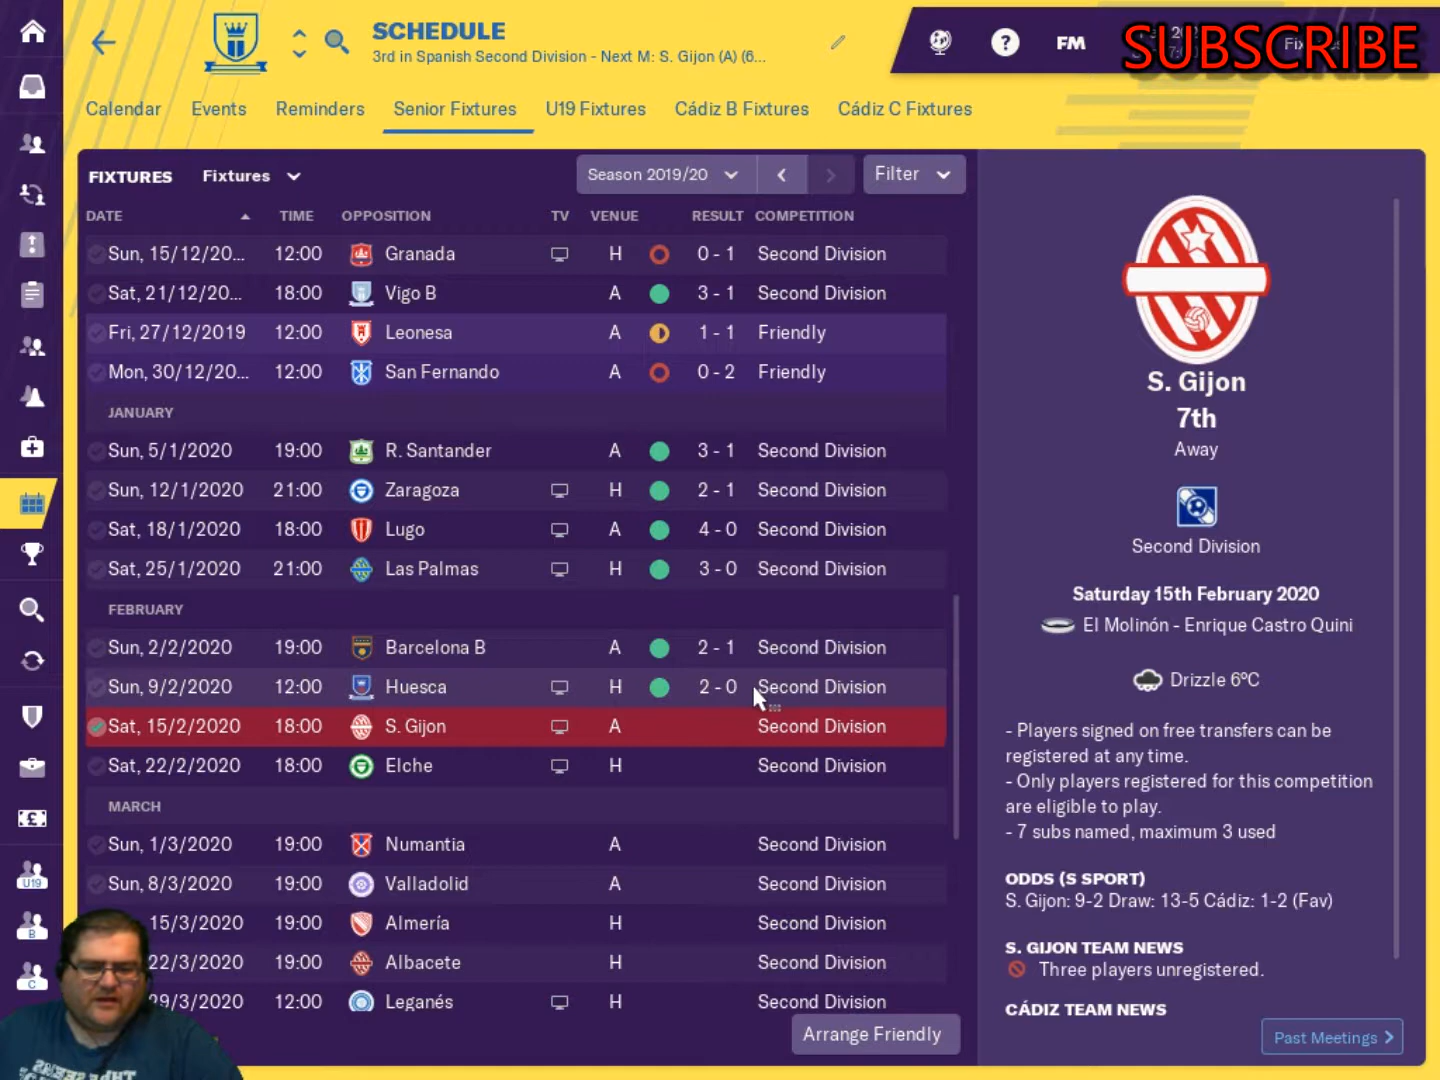 SCHEDULE
3rd in Spanish Second Division - Next M: S. Gijon (A) (6...
FM
SUBSCRIBE
Calendar Events Reminders Senior Fixtures U19 Fixtures Cádiz B Fixtures Cádiz C Fixtures
FIXTURES Fixtures Season 2019/20 Filter
DATE TIME OPPOSITION TV VENUE RESULT COMPETITION
Sun, 15/12/20... 12:00 Granada H 0 - 1 Second Division
Sat, 21/12/20... 18:00 Vigo B A 3 - 1 Second Division
Fri, 27/12/2019 12:00 Leonesa A 1 - 1 Friendly
Mon, 30/12/20... 12:00 San Fernando A 0 - 2 Friendly
JANUARY
Sun, 5/1/2020 19:00 R. Santander A 3 - 1 Second Division
Sun, 12/1/2020 21:00 Zaragoza H 2 - 1 Second Division
Sat, 18/1/2020 18:00 Lugo A 4 - 0 Second Division
Sat, 25/1/2020 21:00 Las Palmas H 3 - 0 Second Division
FEBRUARY
Sun, 2/2/2020 19:00 Barcelona B A 2 - 1 Second Division
Sun, 9/2/2020 12:00 Huesca H 2 - 0 Second Division
Sat, 15/2/2020 18:00 S. Gijon A Second Division
Sat, 22/2/2020 18:00 Elche H Second Division
MARCH
Sun, 1/3/2020 19:00 Numantia A Second Division
Sun, 8/3/2020 19:00 Valladolid A Second Division
15/3/2020 19:00 Almería H Second Division
22/3/2020 19:00 Albacete H Second Division
29/3/2020 12:00 Leganés H Second Division
Arrange Friendly
S. Gijon
7th
Away
Second Division
Saturday 15th February 2020
El Molinón - Enrique Castro Quini
Drizzle 6ºC
- Players signed on free transfers can be
registered at any time.
- Only players registered for this competition
are eligible to play.
- 7 subs named, maximum 3 used
ODDS (S SPORT)
S. Gijon: 9-2 Draw: 13-5 Cádiz: 1-2 (Fav)
S. GIJON TEAM NEWS
Three players unregistered.
CÁDIZ TEAM NEWS
Past Meetings
U19
B
C